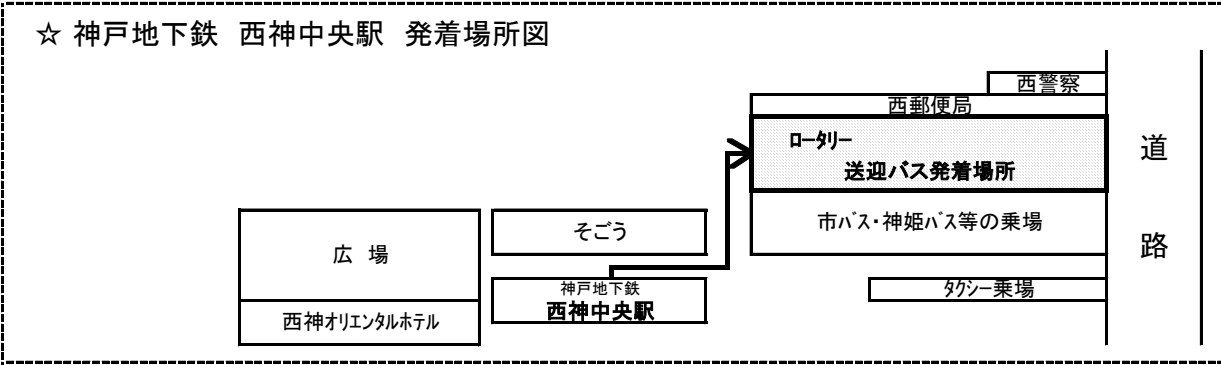 ☆ 神戸地下鉄 西神中央駅 発着場所図
西警察
西郵便局
ﾛｰﾀﾘｰ
送迎バス発着場所
道
路
市ﾊﾞｽ・神姫ﾊﾞｽ等の乗場
そごう
広 場
神戸地下鉄
西神中央駅
ﾀｸｼｰ乗場
西神ｵﾘｴﾝﾀﾙﾎﾃﾙ